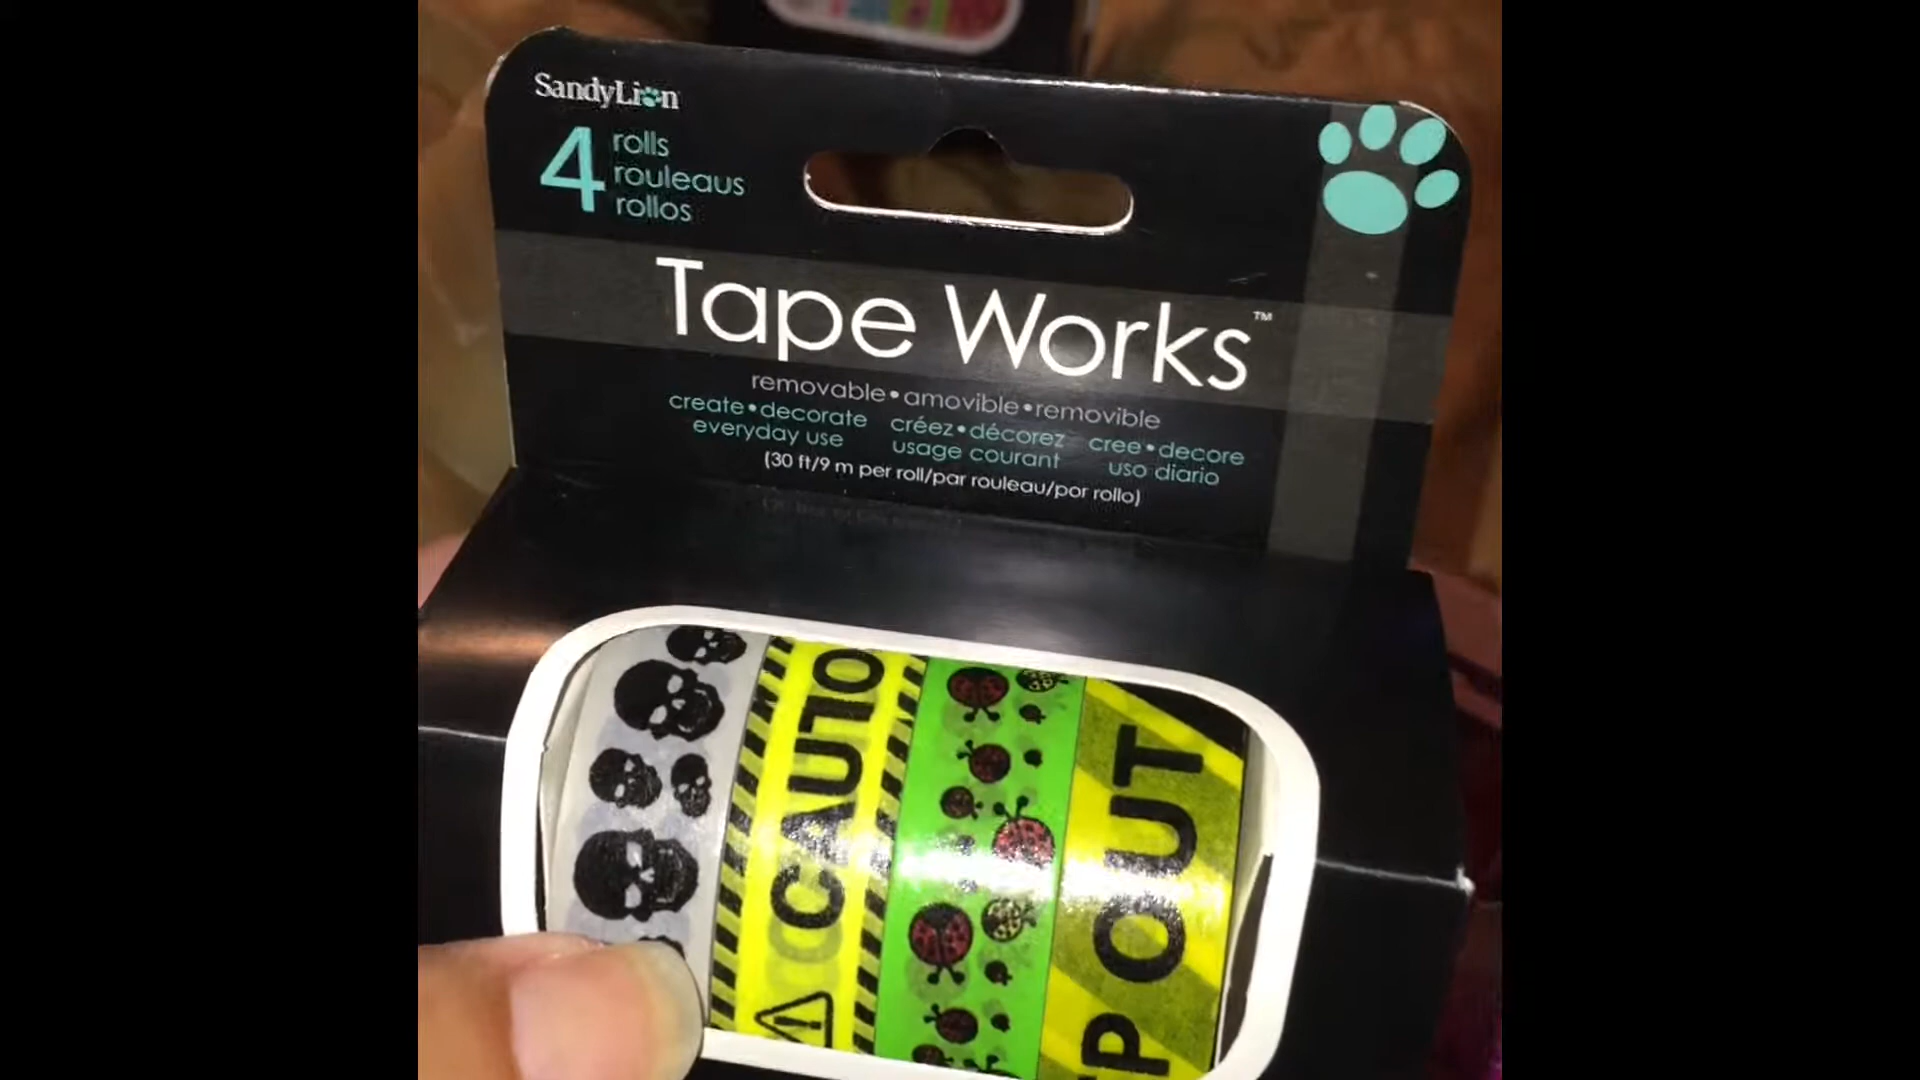 SandyLion
4 rolls
rouleaus
rollos
Tape Works™
removable • amovible • removible
create • decorate créez • décorez cree • decore
everyday use usage courant uso diario
(30 ft/9 m per roll/par rouleau/por rollo)
CAUTIO
P OUT